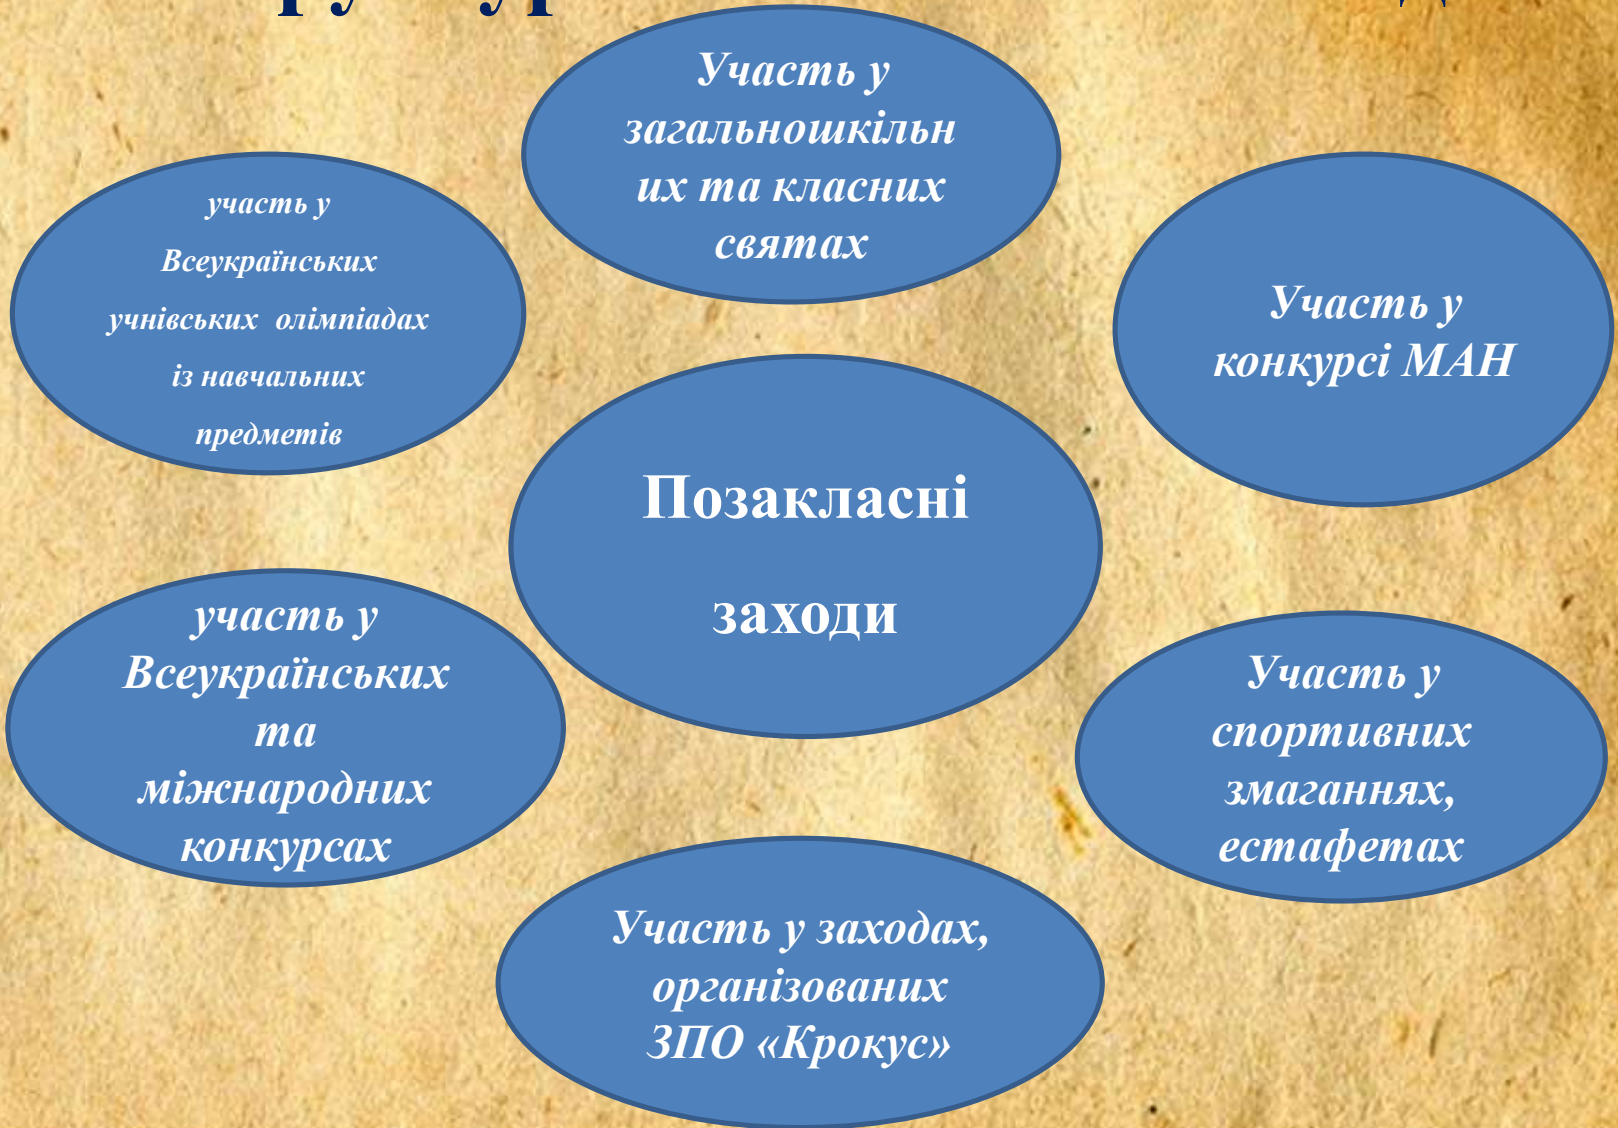 Участь у
загальношкільн
их та класних
святах
участь у
Всеукраїнських
учнівських олімпіадах
із навчальних
предметів
Участь у
конкурсі МАН
Позакласні
заходи
участь у
Всеукраїнських
та
міжнародних
конкурсах
Участь у
спортивних
змаганнях,
естафетах
Участь у заходах,
організованих
ЗПО «Крокус»